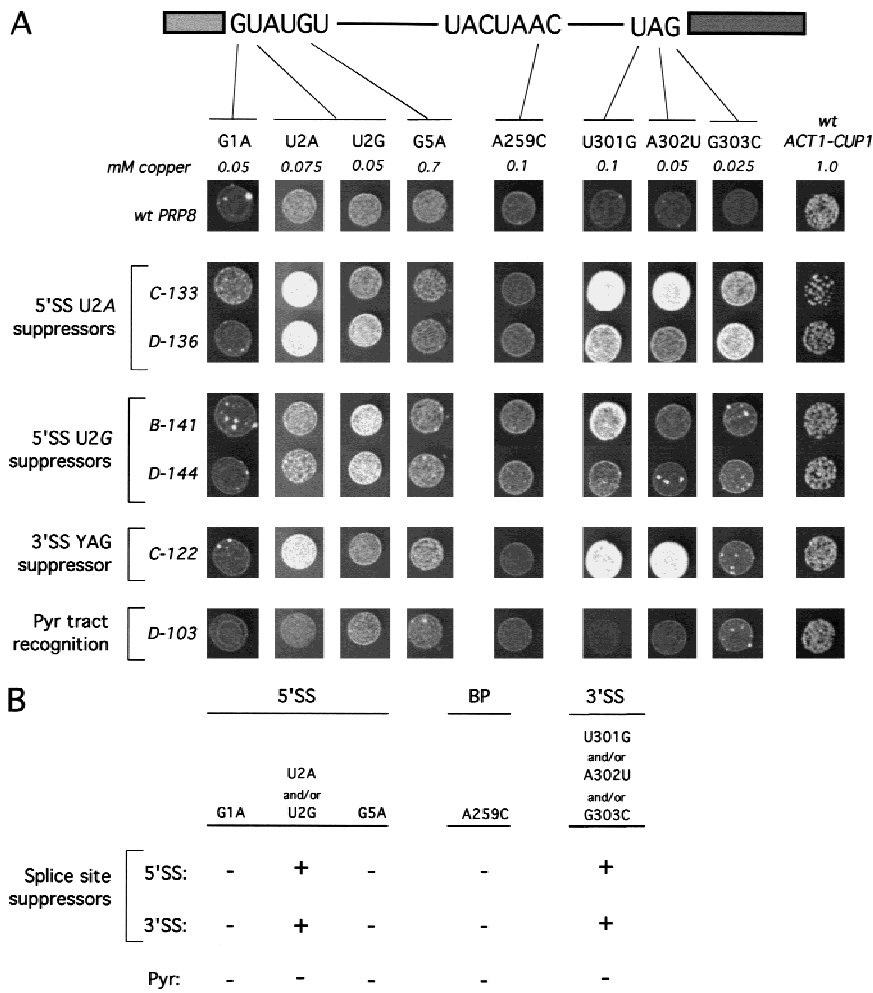 A
GUAUGU UACUAAC UAG
G1A U2A U2G G5A A259C U301G A302U G303C wt ACT1-CUP1
mM copper 0.05 0.075 0.05 0.7 0.1 0.1 0.05 0.025 1.0
wt PRP8
5'SS U2A suppressors
C-133
D-136
5'SS U2G suppressors
B-141
D-144
3'SS YAG suppressor
C-122
Pyr tract recognition
D-103
B
5'SS BP 3'SS
G1A U2A and/or U2G G5A A259C U301G and/or A302U and/or G303C
Splice site suppressors
5'SS: - + - - +
3'SS: - + - - +
Pyr: - - - - -